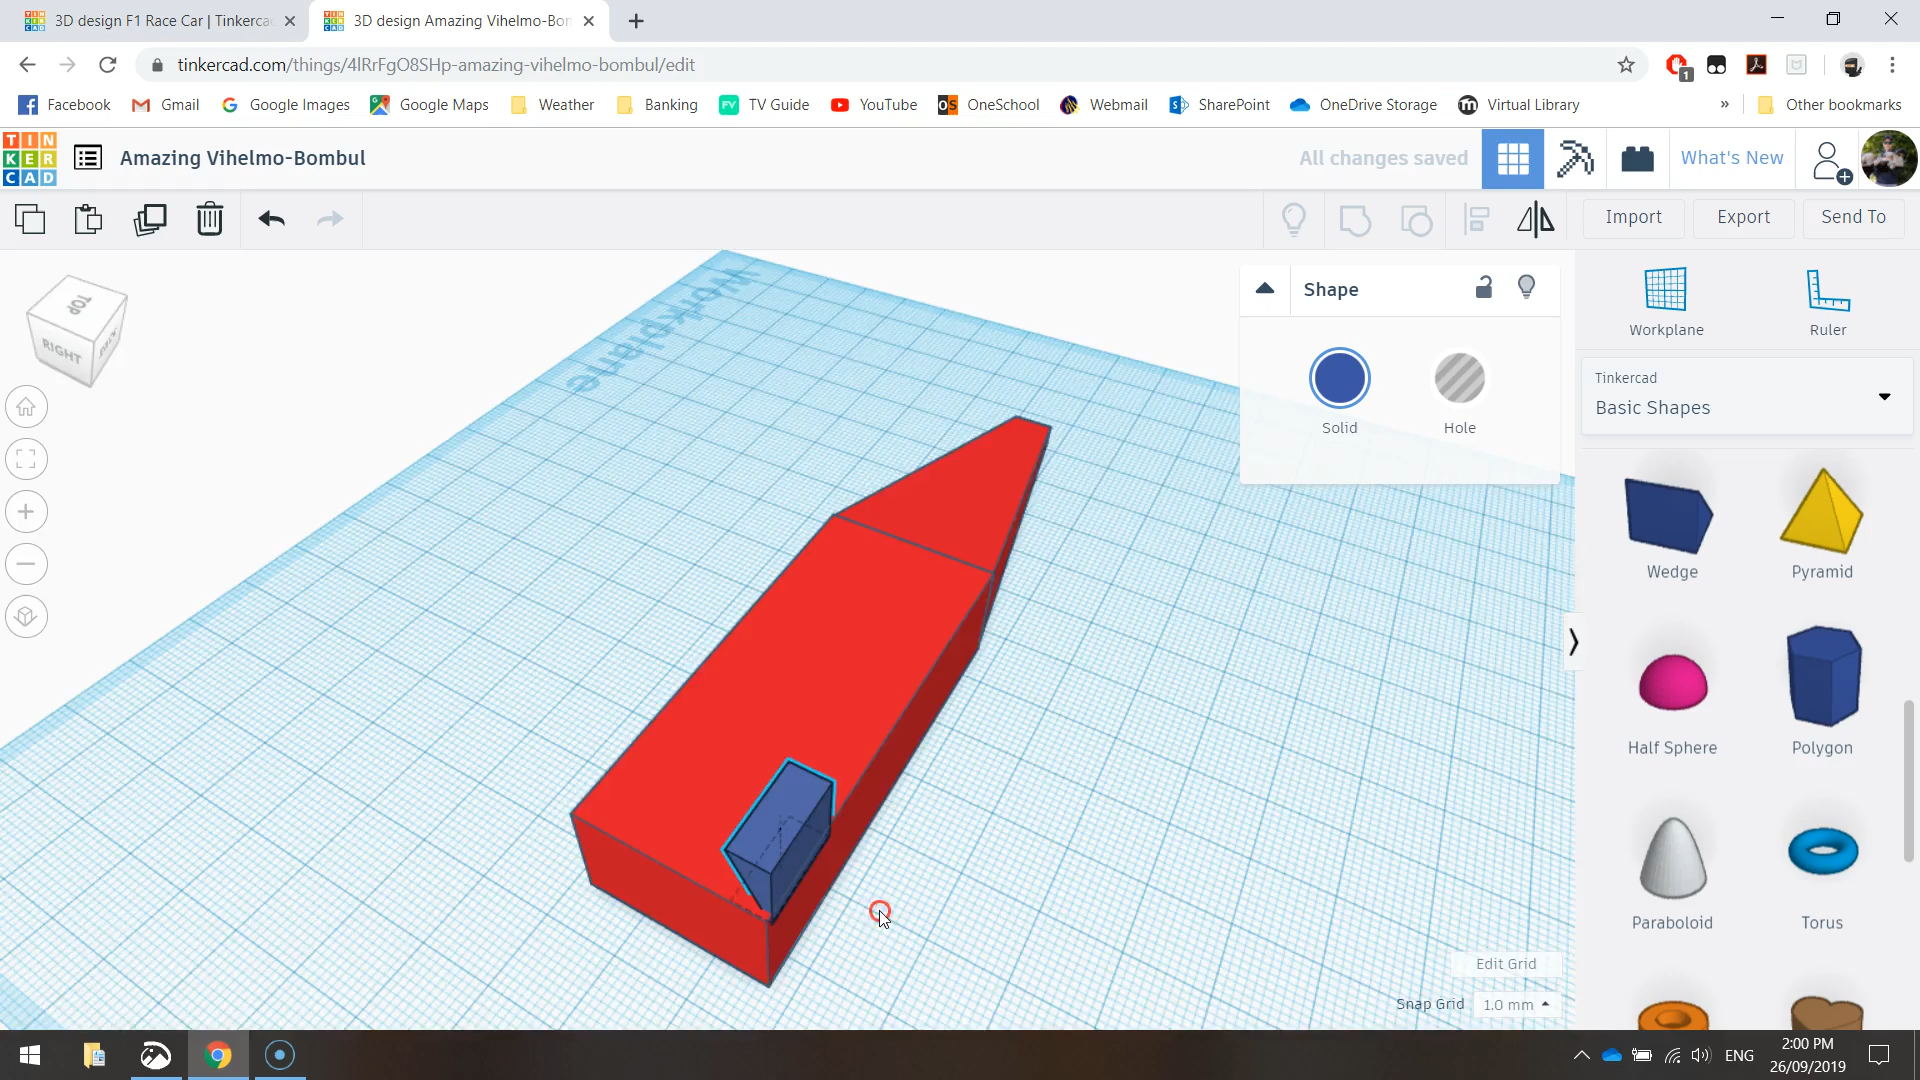 3D design F1 Race Car | Tinkerca
3D design Amazing Vihelmo-Bon
tinkercad.com/things/4lRrFgO8SHp-amazing-vihelmo-bombul/edit
1
Facebook
Gmail
Google Images
Google Maps
Weather
Banking
TV Guide
YouTube
OneSchool
Webmail
SharePoint
OneDrive Storage
Virtual Library
»
Other bookmarks
TIN
KER
CAD
Amazing Vihelmo-Bombul
All changes saved
What's New
Import
Export
Send To
TOP
RIGHT
BACK
Workplane
Shape
Solid
Hole
Workplane
Ruler
Tinkercad
Basic Shapes
Wedge
Pyramid
Half Sphere
Polygon
Paraboloid
Torus
Edit Grid
Snap Grid 1.0 mm
ENG
2:00 PM
26/09/2019